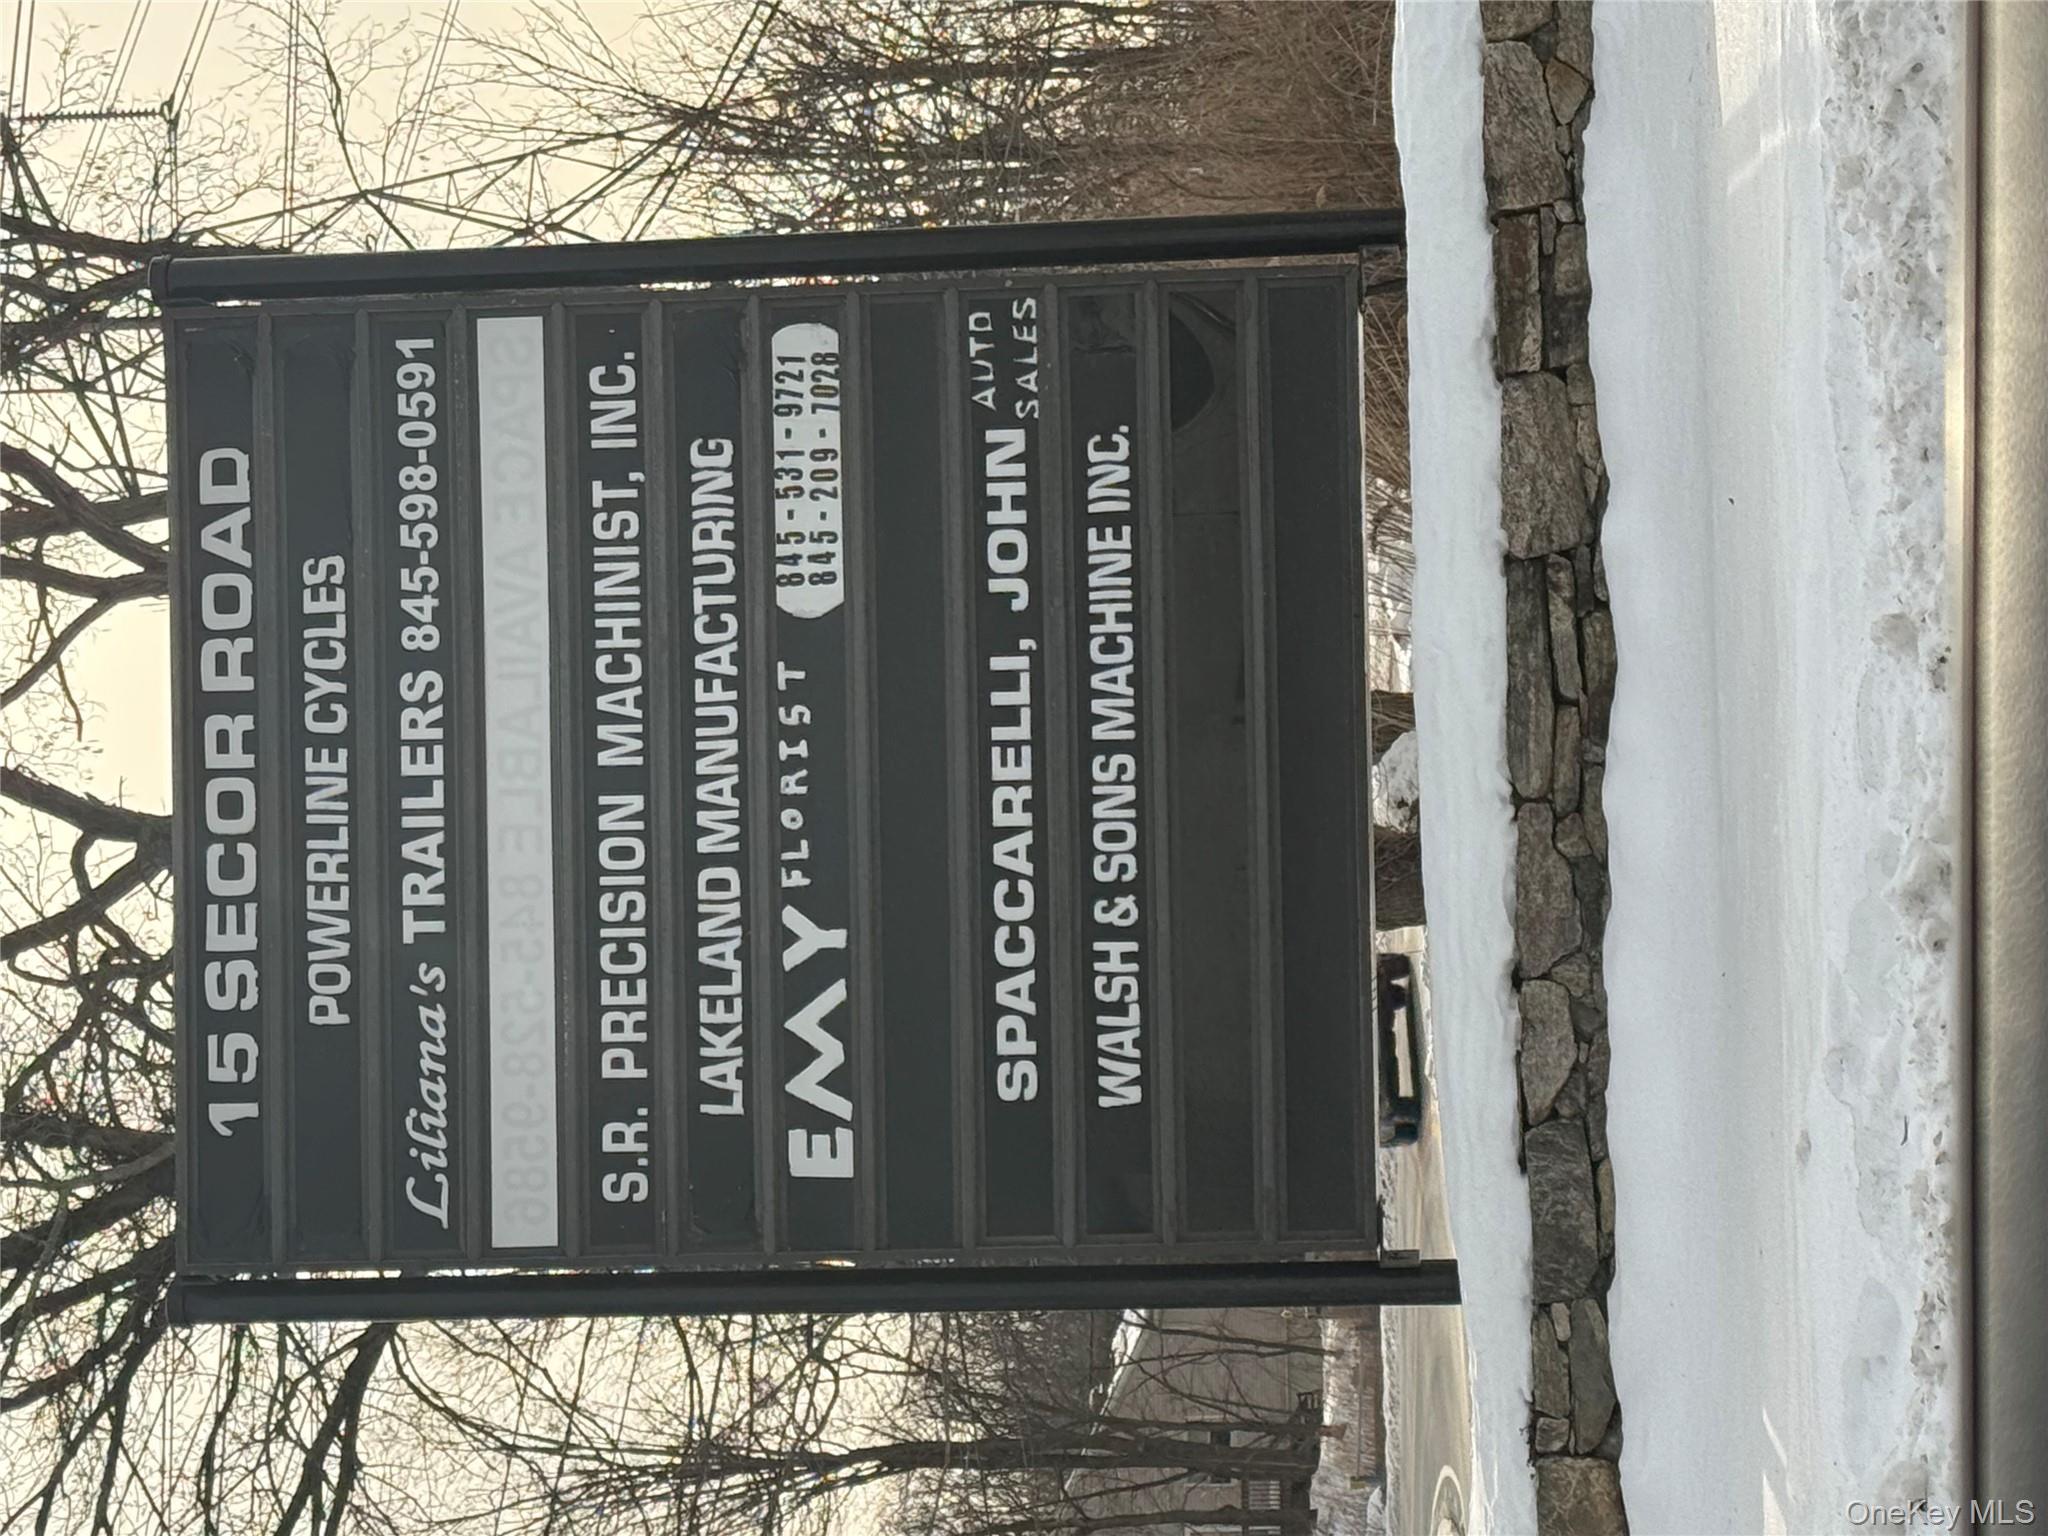 15 SECOR ROAD
POWERLINE CYCLES
Liliana's TRAILERS 845-598-0591
SPACE AVAILABLE 845-528-9586
S.R. PRECISION MACHINIST, INC.
LAKELAND MANUFACTURING
EMY FLORIST 845-531-9721
845-209-7028
SPACCARELLI, JOHN AUTO
SALES
WALSH & SONS MACHINE INC.
OneKey MLS